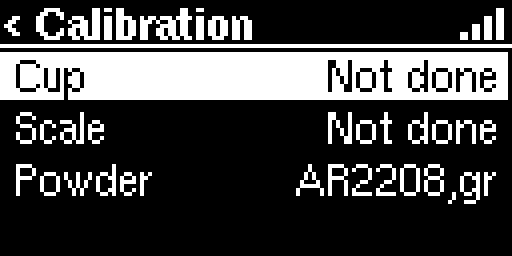 < Calibration
Cup Not done
Scale Not done
Powder AR2208,gr